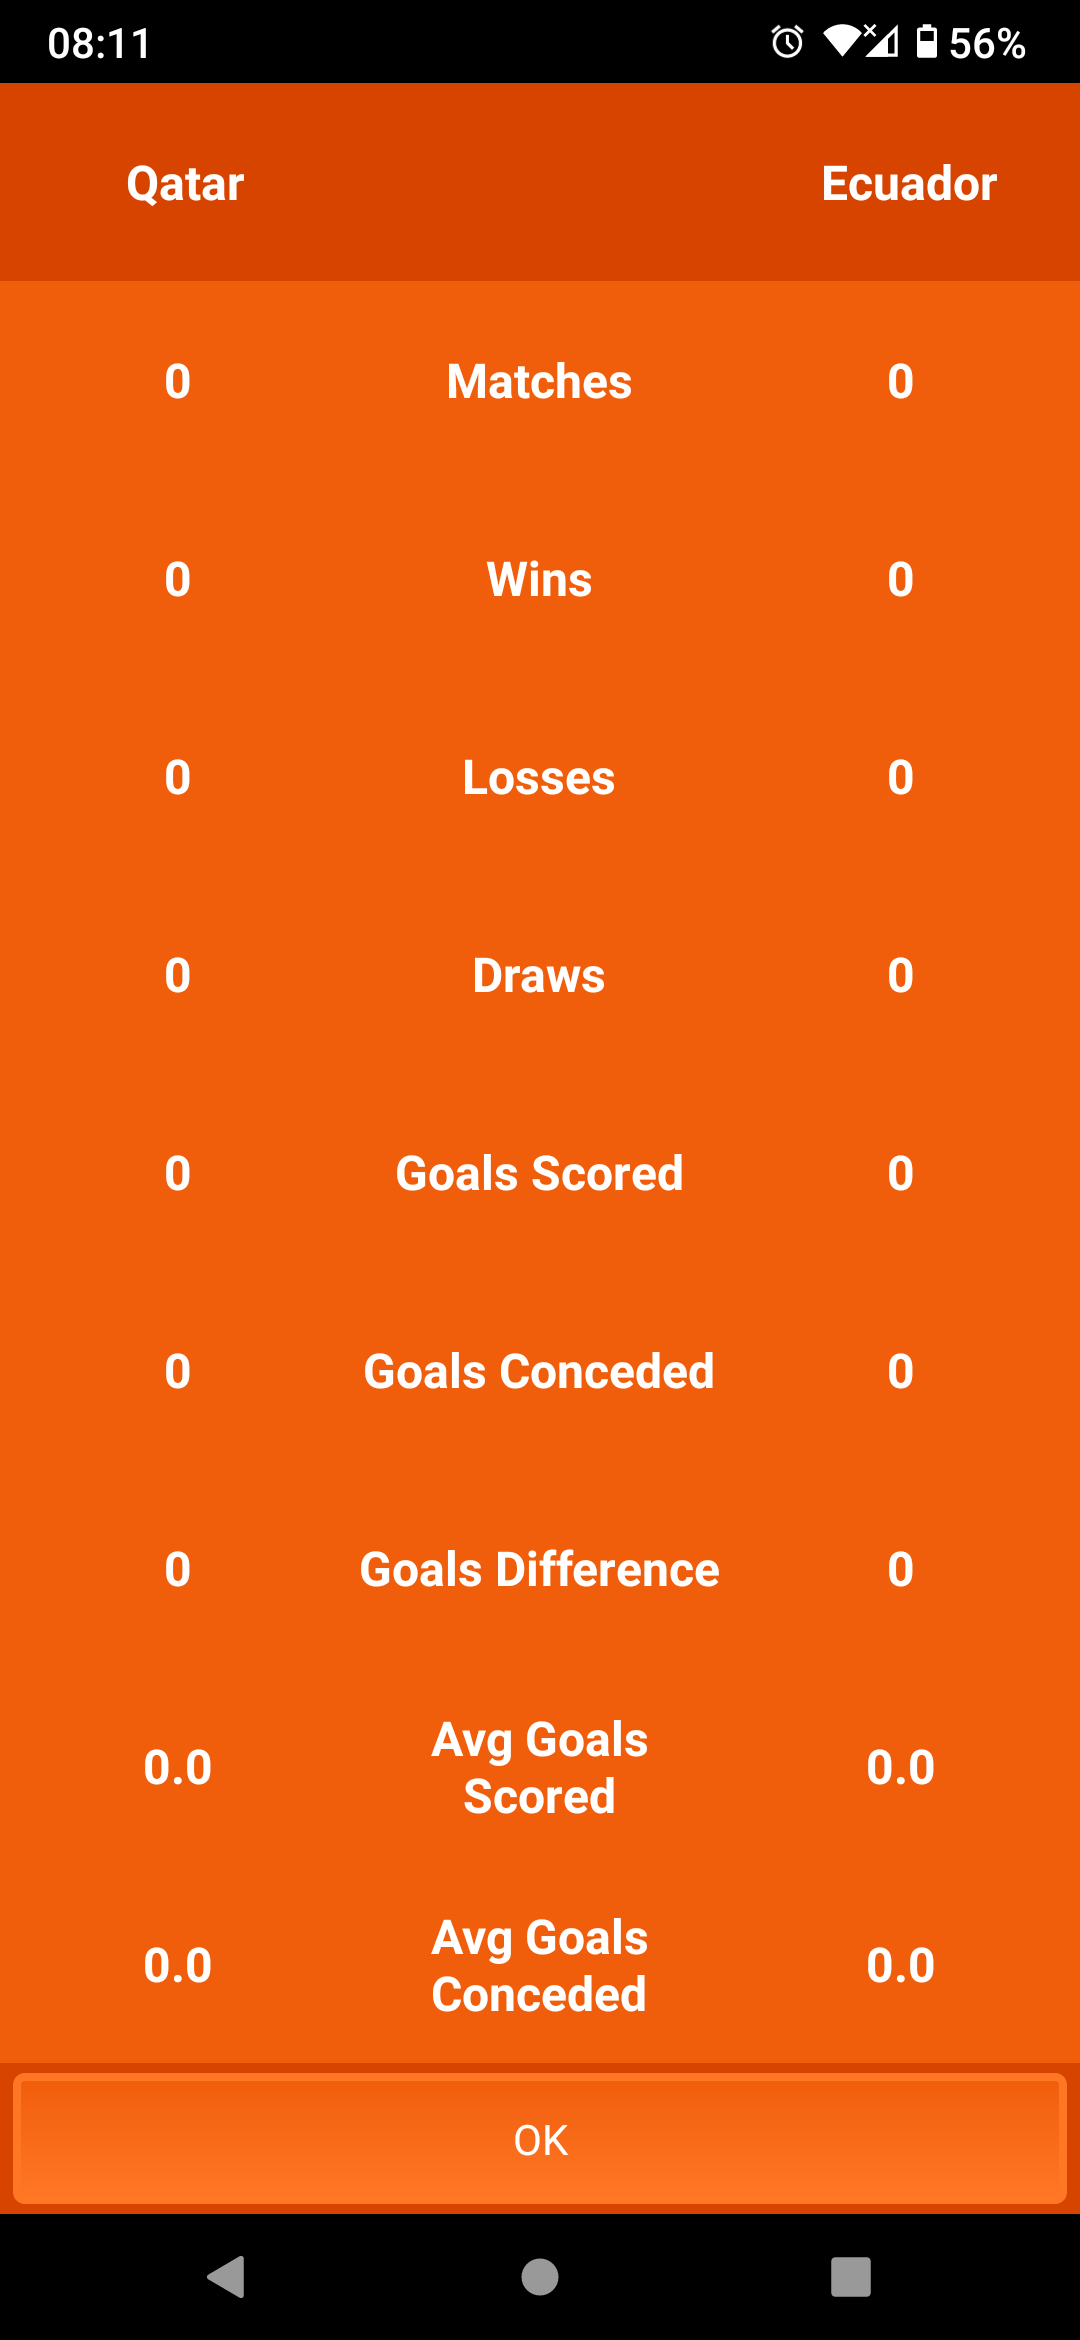 08:11 56%
Qatar Ecuador
0 Matches 0
0 Wins 0
0 Losses 0
0 Draws 0
0 Goals Scored 0
0 Goals Conceded 0
0 Goals Difference 0
0.0 Avg Goals 0.0
Scored
0.0 Avg Goals 0.0
Conceded
OK